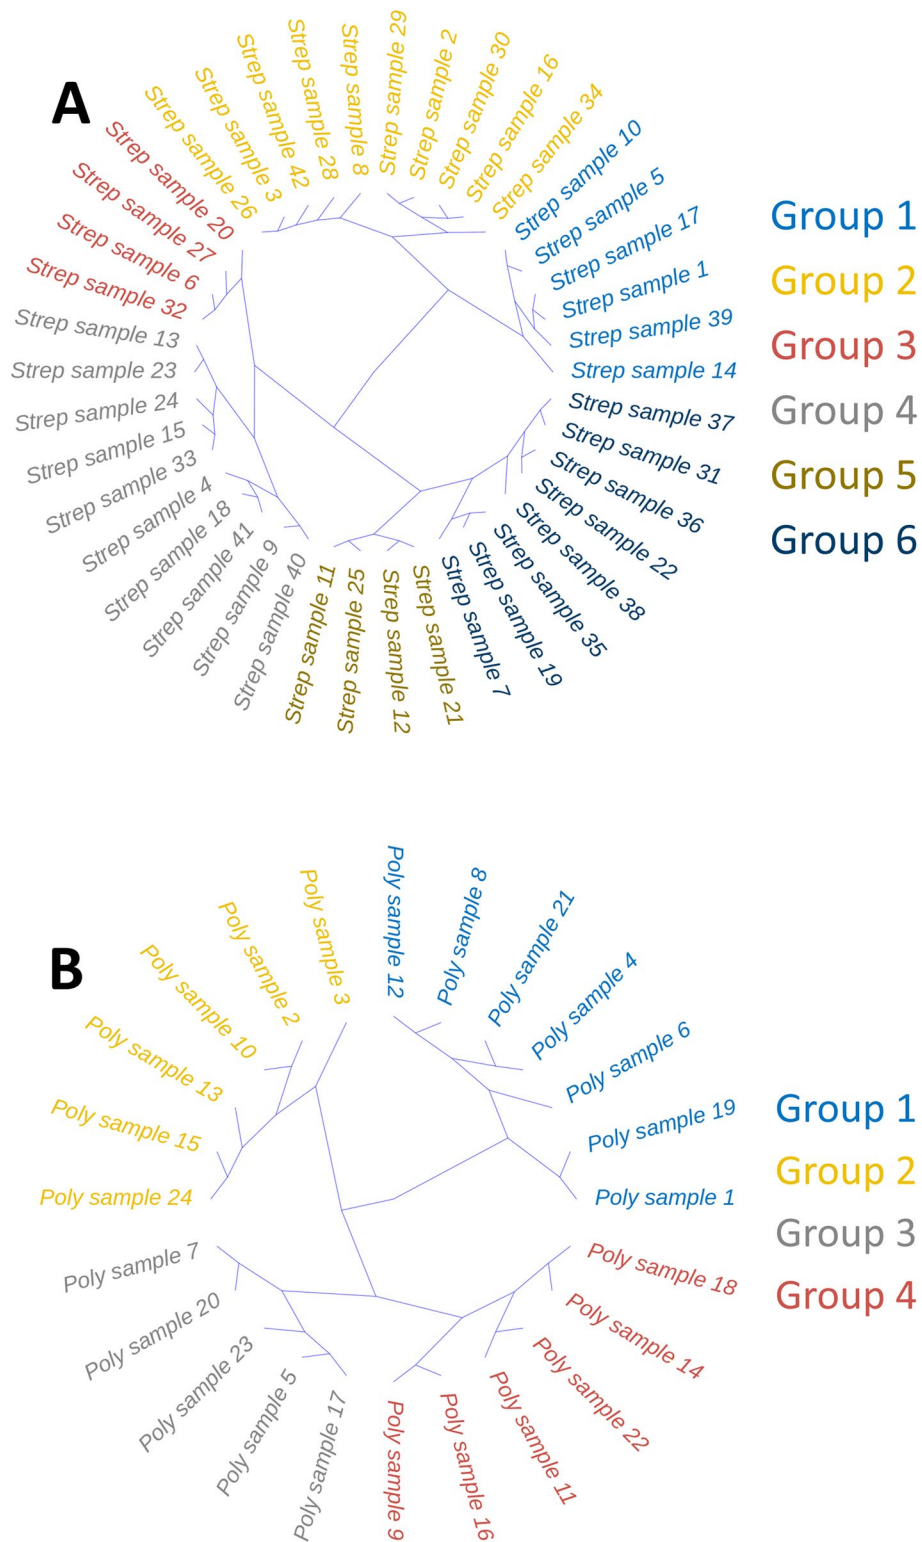 A
Strep sample 20
Strep sample 26
Strep sample 3
Strep sample 42
Strep sample 28
Strep sample 8
Strep sample 29
Strep sample 2
Strep sample 30
Strep sample 16
Strep sample 34
Strep sample 10
Strep sample 5
Strep sample 17
Strep sample 1
Strep sample 39
Strep sample 14
Strep sample 37
Strep sample 31
Strep sample 36
Strep sample 22
Strep sample 38
Strep sample 35
Strep sample 19
Strep sample 7
Strep sample 21
Strep sample 12
Strep sample 25
Strep sample 11
Strep sample 40
Strep sample 9
Strep sample 41
Strep sample 18
Strep sample 4
Strep sample 33
Strep sample 15
Strep sample 24
Strep sample 23
Strep sample 13
Strep sample 32
Strep sample 6
Strep sample 27
Group 1
Group 2
Group 3
Group 4
Group 5
Group 6
B
Poly sample 12
Poly sample 8
Poly sample 21
Poly sample 4
Poly sample 6
Poly sample 19
Poly sample 1
Poly sample 18
Poly sample 14
Poly sample 22
Poly sample 11
Poly sample 16
Poly sample 9
Poly sample 17
Poly sample 5
Poly sample 23
Poly sample 20
Poly sample 7
Poly sample 24
Poly sample 15
Poly sample 13
Poly sample 10
Poly sample 2
Poly sample 3
Group 1
Group 2
Group 3
Group 4